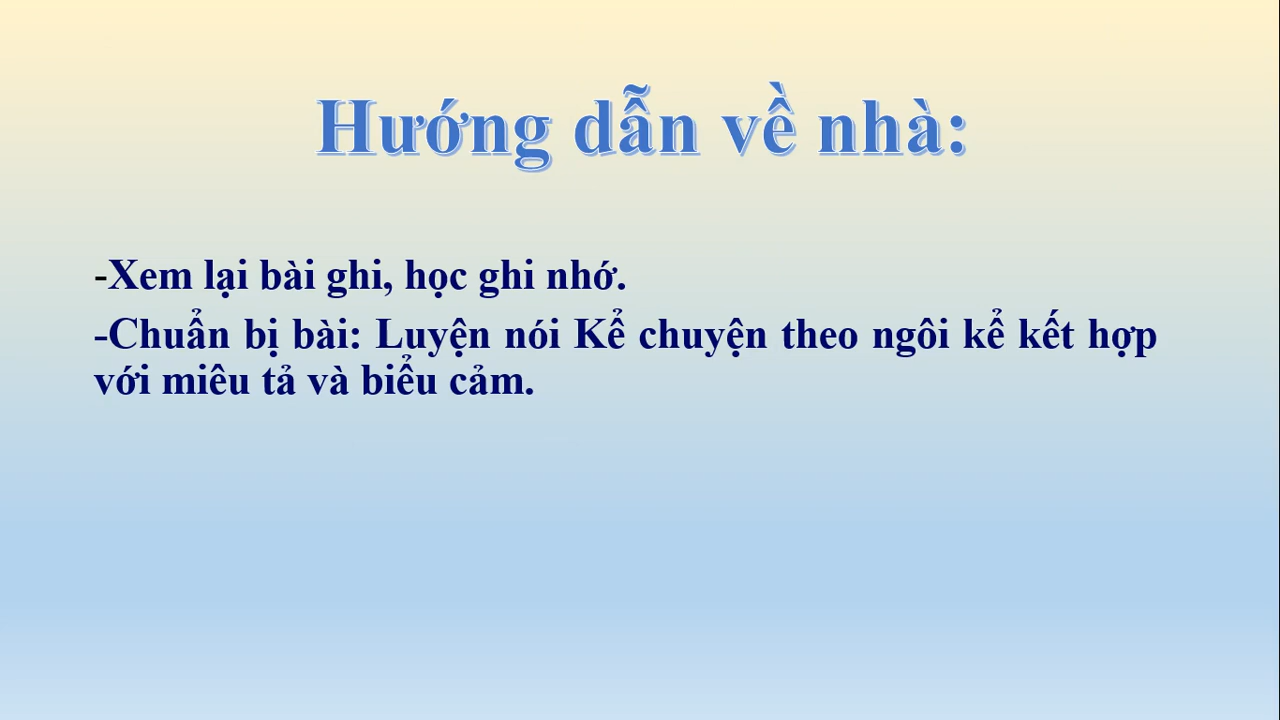 Hướng dẫn về nhà:
-Xem lại bài ghi, học ghi nhớ.
-Chuẩn bị bài: Luyện nói Kể chuyện theo ngôi kể kết hợp
với miêu tả và biểu cảm.